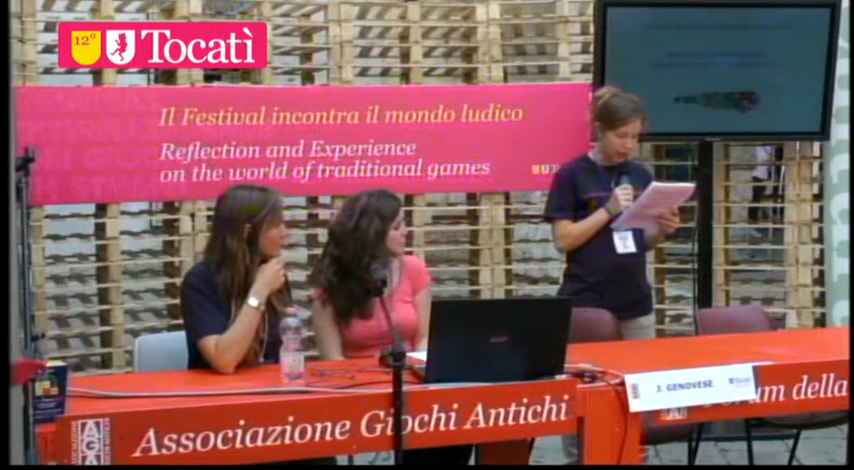 12°
Tocatì
Il Festival incontra il mondo ludico
Reflection and Experience
on the world of traditional games
J. GENOVESE
Associazione Giochi Antichi
AGA
della